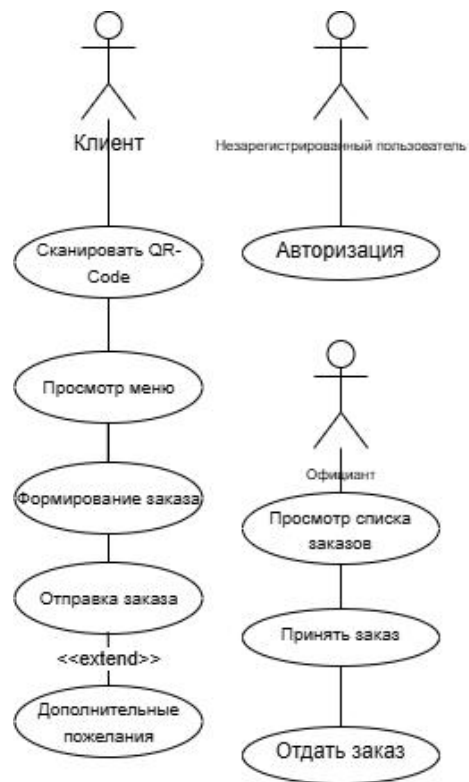 Клиент
Сканировать QR-
Code
Просмотр меню
Формирование заказа
Отправка заказа
<<extend>>
Дополнительные
пожелания
Незарегистрированный пользователь
Авторизация
Официант
Просмотр списка
заказов
Принять заказ
Отдать заказ